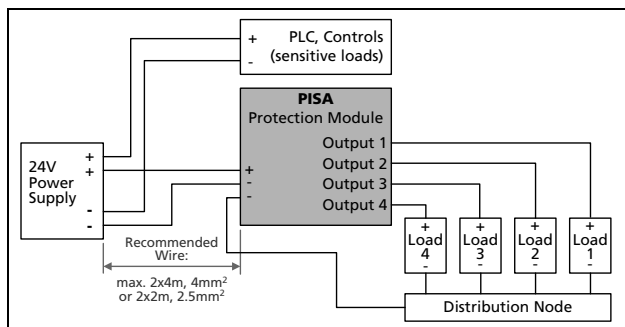 PLC, Controls
(sensitive loads)
+
-
PISA
Protection Module
Output 1
Output 2
Output 3
Output 4
+
-
-
24V
Power
Supply
+
+
-
-
Recommended
Wire:
max. 2x4m, 4mm²
or 2x2m, 2.5mm²
+
Load
4
-
+
Load
3
-
+
Load
2
-
+
Load
1
-
Distribution Node